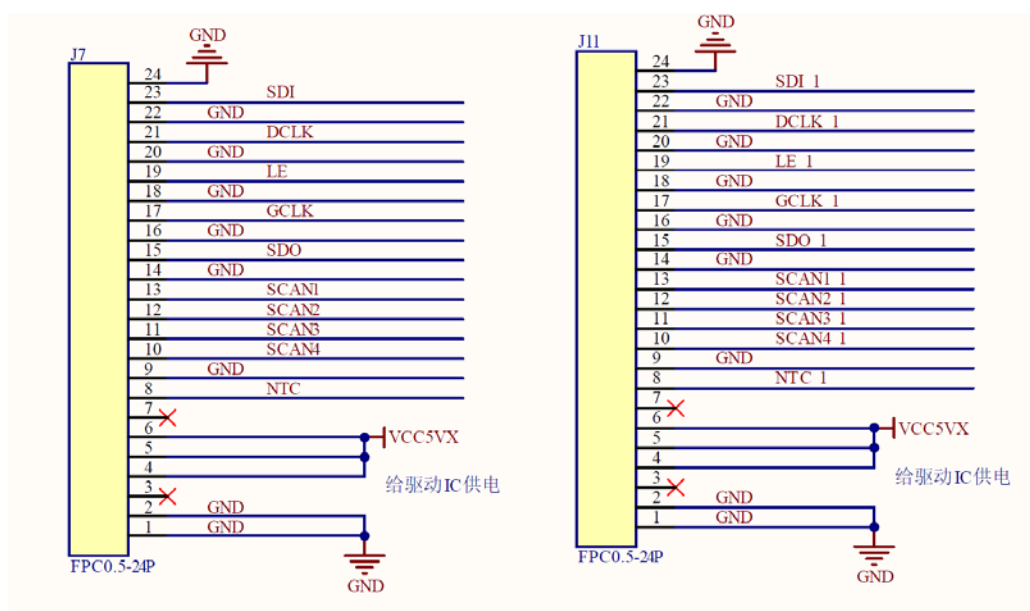 GND
J7
24
23 SDI
22 GND
21 DCLK
20 GND
19 LE
18 GND
17 GCLK
16 GND
15 SDO
14 GND
13 SCAN1
12 SCAN2
11 SCAN3
10 SCAN4
9 GND
8 NTC
7
6 VCC5VX
5
4 给驱动IC供电
3
2 GND
1 GND
FPC0.5-24P
GND
GND
J11
24
23 SDI_1
22 GND
21 DCLK_1
20 GND
19 LE_1
18 GND
17 GCLK_1
16 GND
15 SDO_1
14 GND
13 SCAN1_1
12 SCAN2_1
11 SCAN3_1
10 SCAN4_1
9 GND
8 NTC_1
7
6 VCC5VX
5
4 给驱动IC供电
3
2 GND
1 GND
FPC0.5-24P
GND